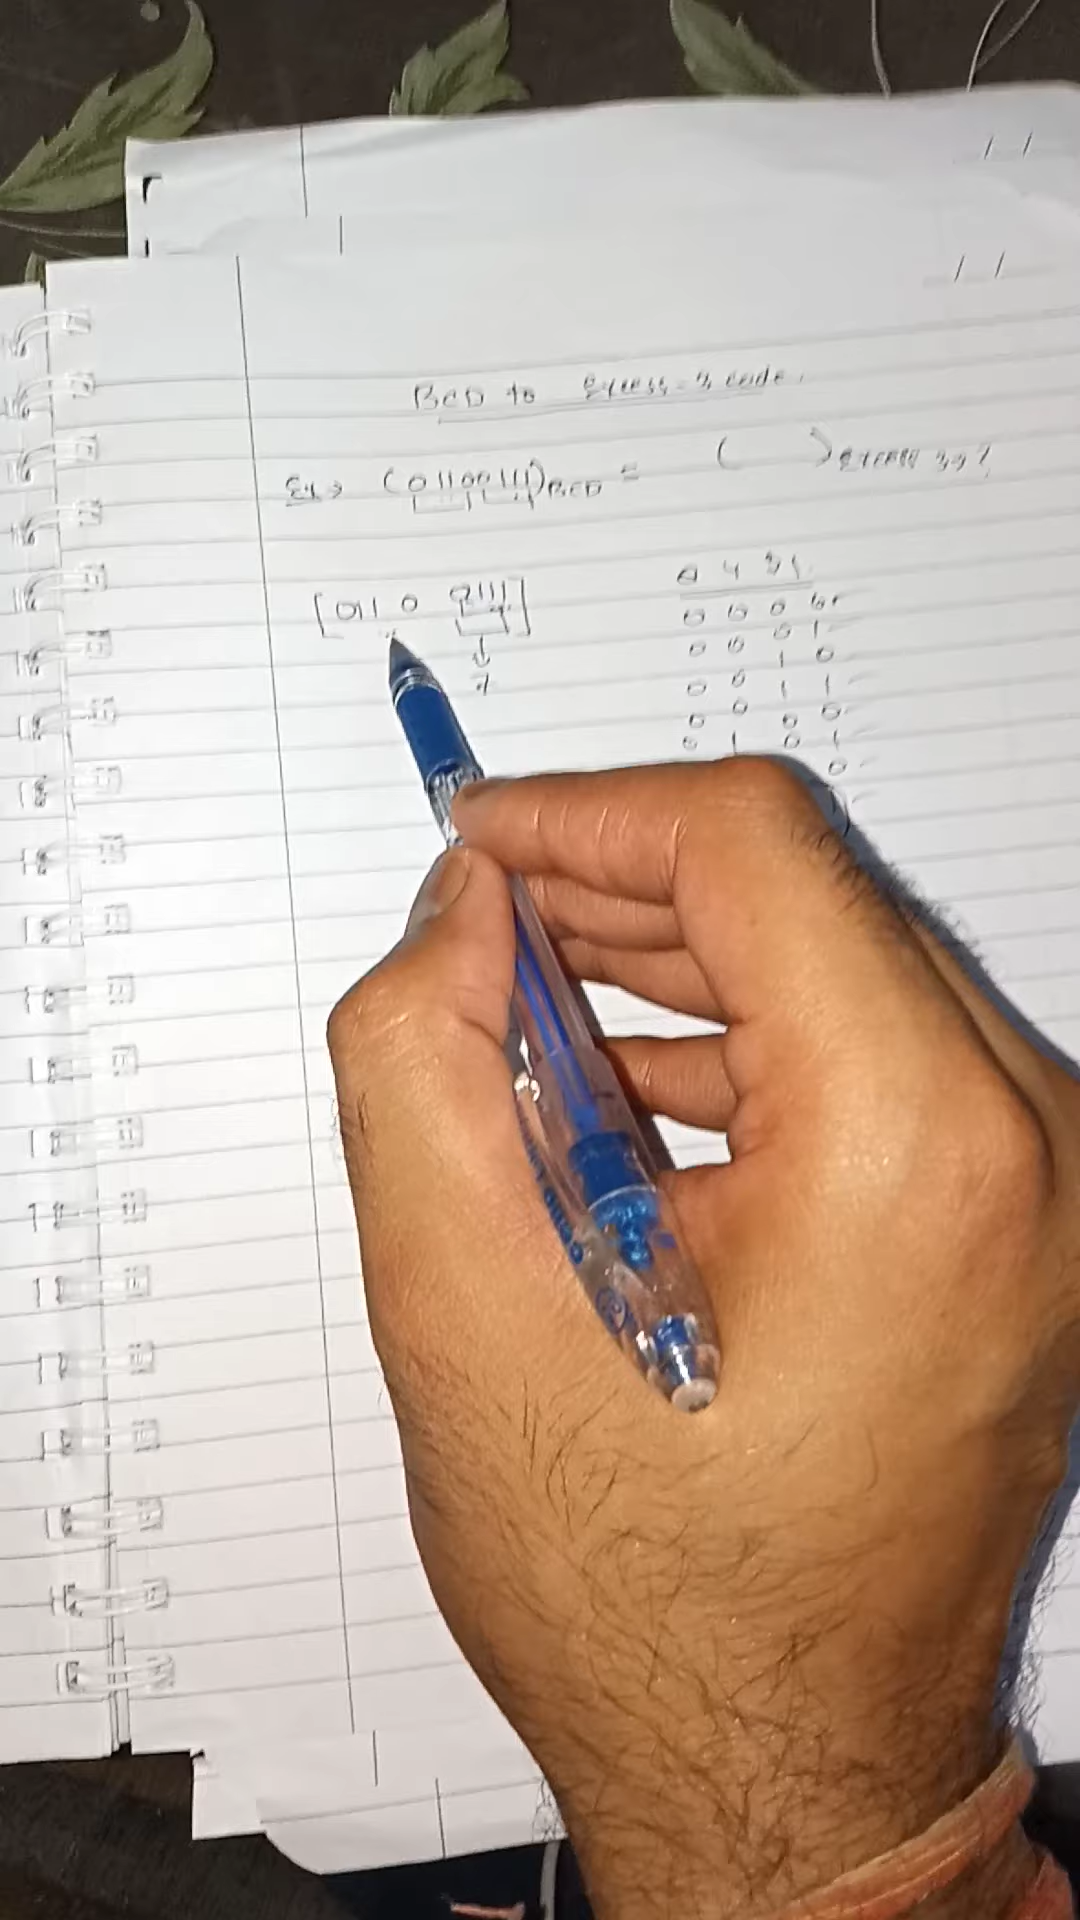 BCD to Excess-3 code.
Ex → (01100111)BCD = ( )Excess 3 → ?
[0110 0111]
7
8 4 2 1
0 0 0 0
0 0 0 1
0 0 1 0
0 0 1 1
0 0 0
0 1 0 1
0